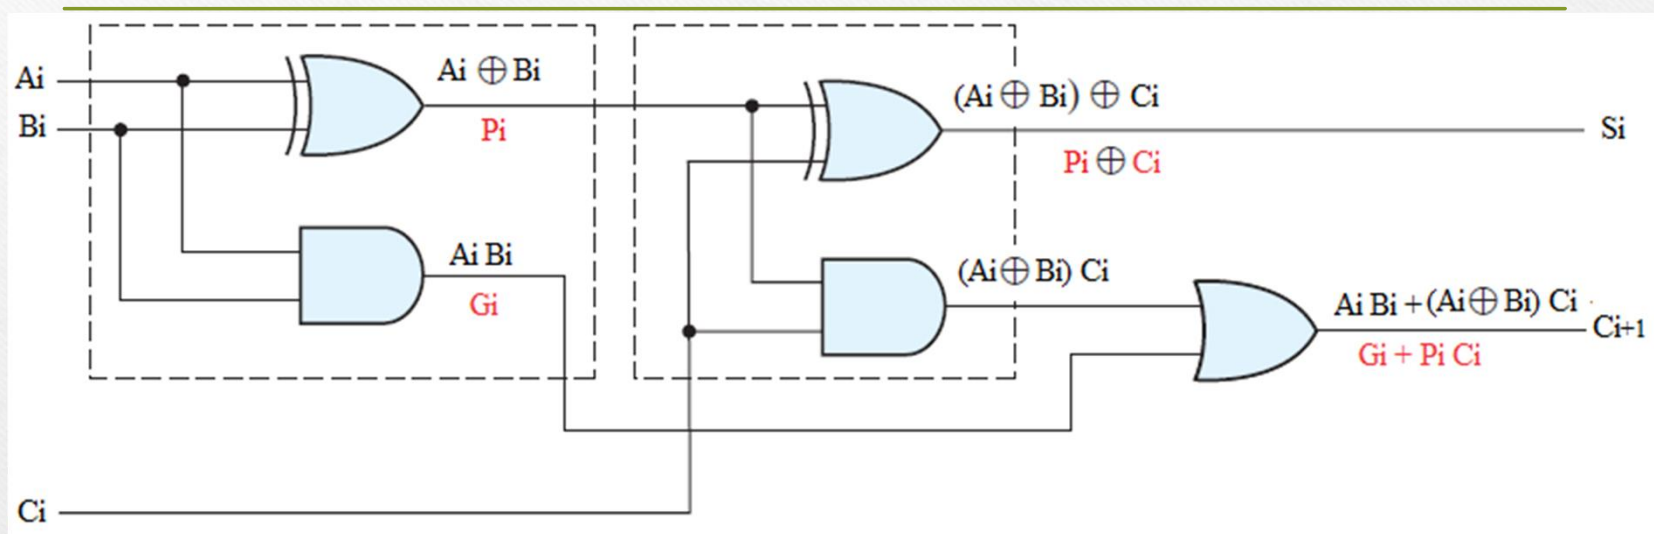 Ai
Bi
Ai ⊕ Bi
Pi
Ai Bi
Gi
(Ai ⊕ Bi) ⊕ Ci
Pi ⊕ Ci
Si
(Ai ⊕ Bi) Ci
Ai Bi + (Ai ⊕ Bi) Ci
Gi + Pi Ci
Ci+1
Ci